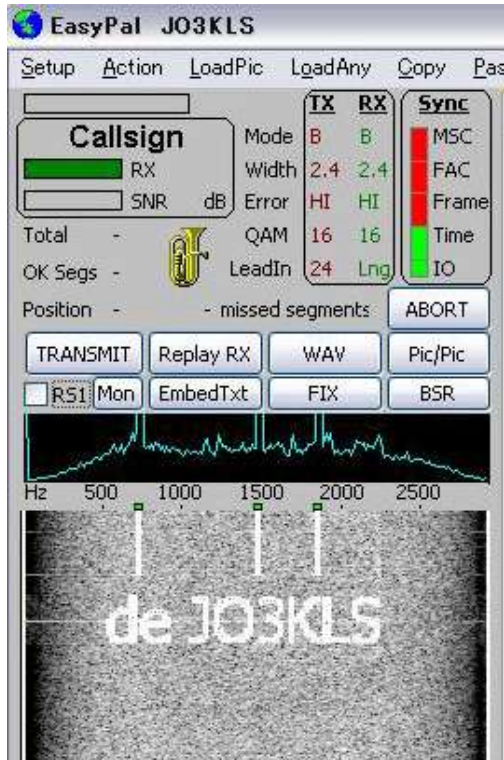 EasyPal JO3KLS
Setup Action LoadPic LoadAny Copy Pas
TX RX Sync
Callsign Mode B B MSC
RX Width 2.4 2.4 FAC
SNR dB Error HI HI Frame
Total - QAM 16 16 Time
OK Segs - LeadIn 24 Lng IO
Position - - missed segments ABORT
TRANSMIT Replay RX WAV Pic/Pic
RS1 Mon EmbedTxt FIX BSR
Hz 500 1000 1500 2000 2500
de JO3KLS